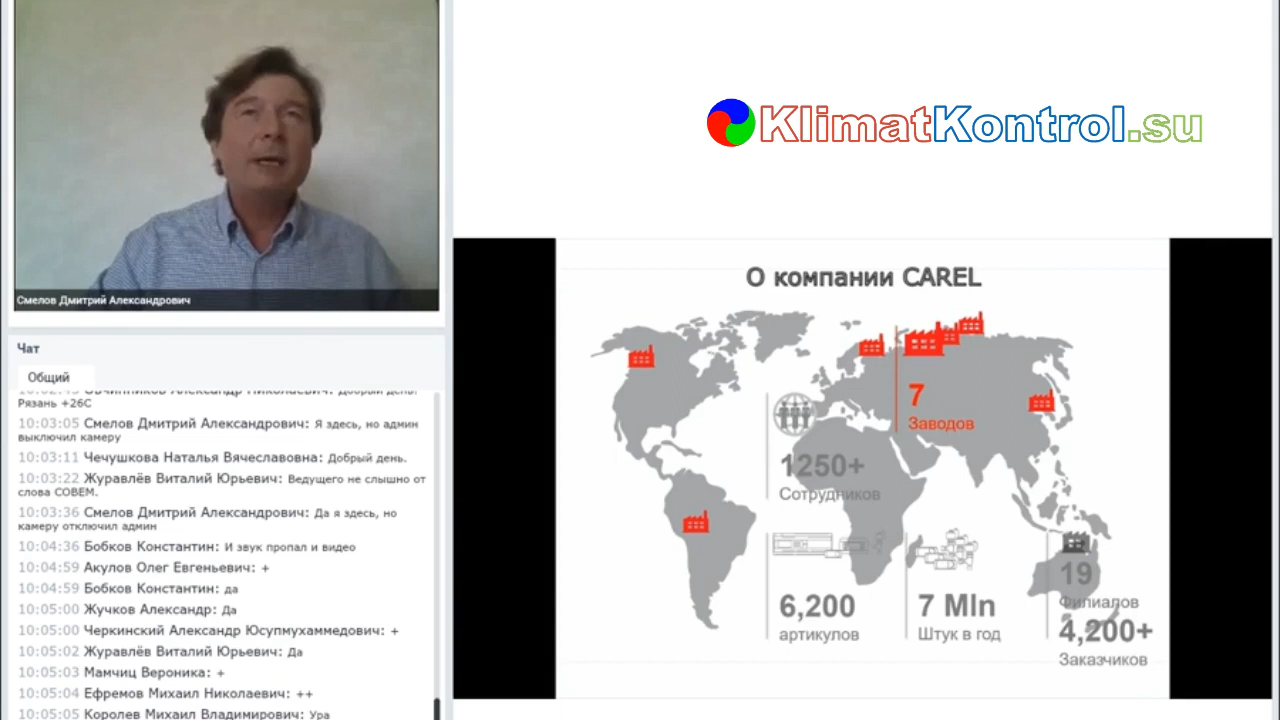 KlimatKontrol.su
Смелов Дмитрий Александрович
Чат
Общий
Рязань +26С
10:03:05 Смелов Дмитрий Александрович: Я здесь, но админ
выключил камеру
10:03:11 Чечушкова Наталья Вячеславовна: Добрый день.
10:03:22 Журавлёв Виталий Юрьевич: Ведущего не слышно от
слова СОВЕМ.
10:03:36 Смелов Дмитрий Александрович: Да я здесь, но
камеру отключил админ
10:04:36 Бобков Константин: И звук пропал и видео
10:04:59 Акулов Олег Евгеньевич: +
10:04:59 Бобков Константин: да
10:05:00 Жучков Александр: Да
10:05:00 Черкинский Александр Юсупмухаммедович: +
10:05:02 Журавлёв Виталий Юрьевич: Да
10:05:03 Мамчиц Вероника: +
10:05:04 Ефремов Михаил Николаевич: ++
10:05:05 Королев Михаил Владимирович: Ура
О компании CAREL
7
Заводов
1250+
Сотрудников
6,200
артикулов
7 Mln
Штук в год
19
Филиалов
4,200+
Заказчиков